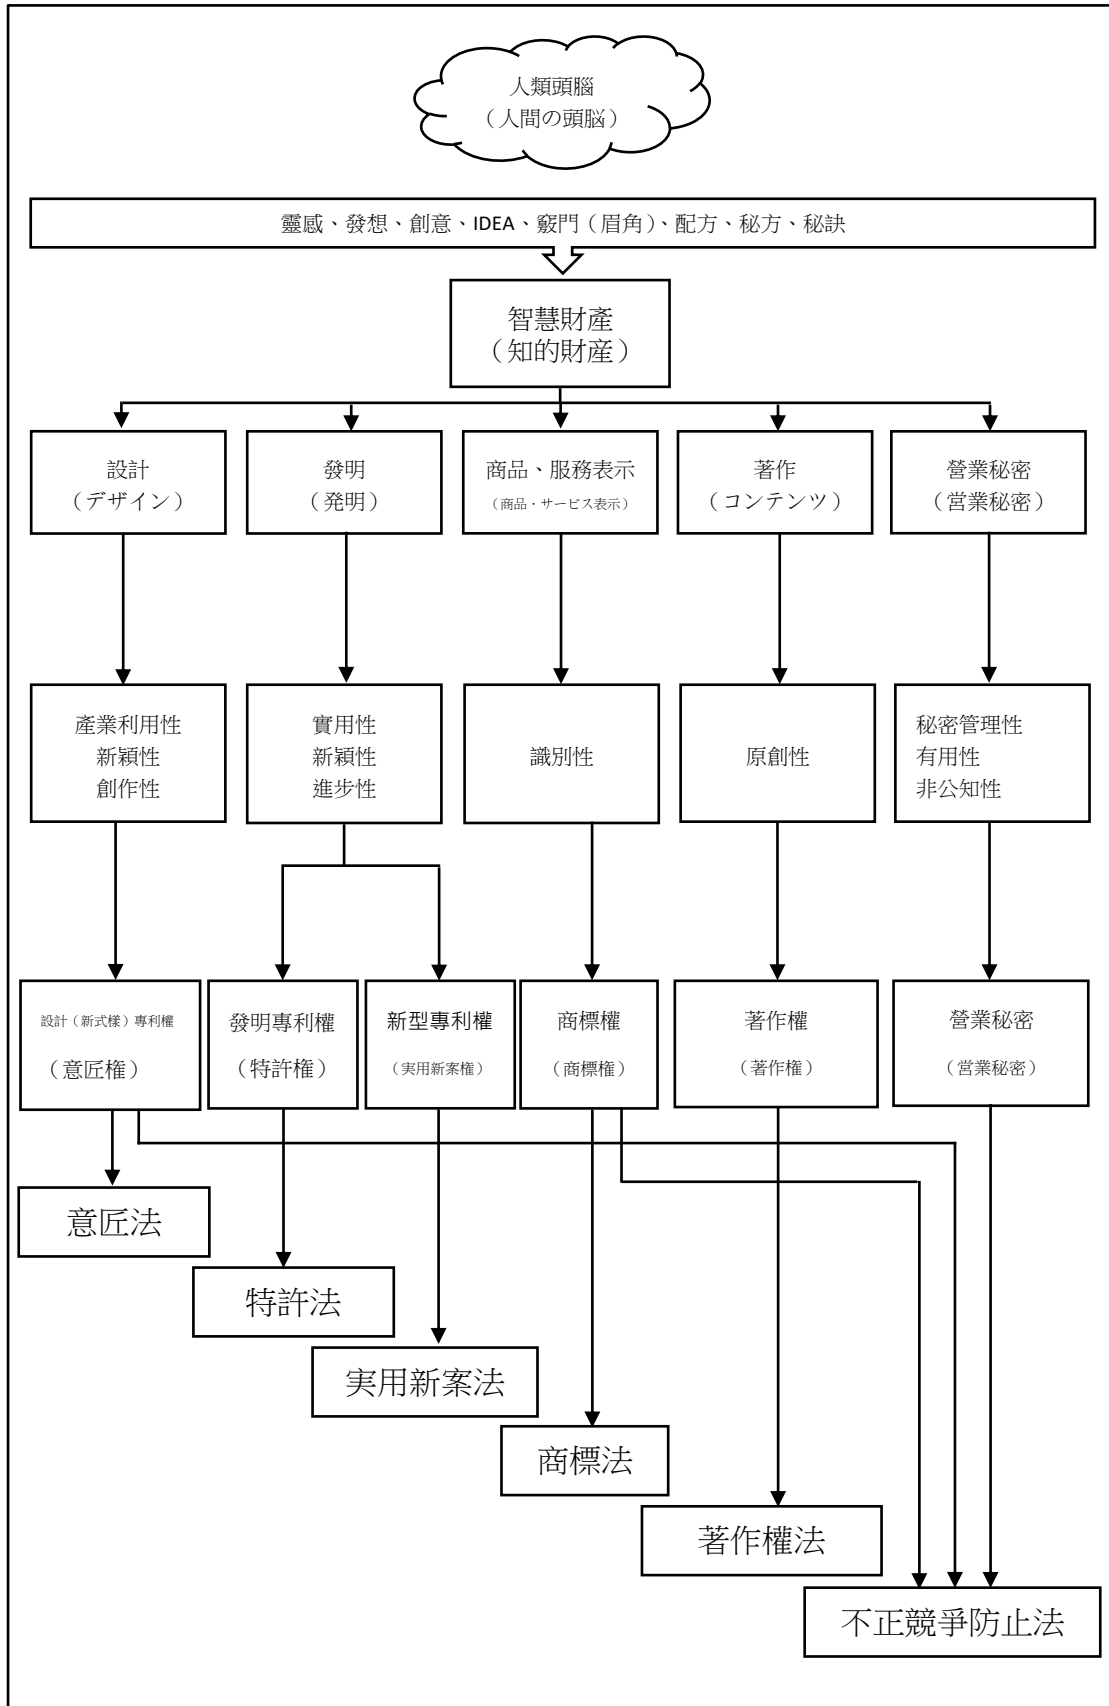 人類頭腦
（人間の頭脳）
靈感、發想、創意、IDEA、竅門（眉角）、配方、秘方、秘訣
智慧財產
（知的財産）
設計
（デザイン）
發明
（発明）
商品、服務表示
（商品・サービス表示）
著作
（コンテンツ）
營業秘密
（営業秘密）
產業利用性
新穎性
創作性
實用性
新穎性
進步性
識別性
原創性
秘密管理性
有用性
非公知性
設計（新式樣）專利權
（意匠権）
發明專利權
（特許権）
新型專利權
（実用新案権）
商標權
（商標権）
著作權
（著作権）
營業秘密
（営業秘密）
意匠法
特許法
実用新案法
商標法
著作權法
不正競爭防止法